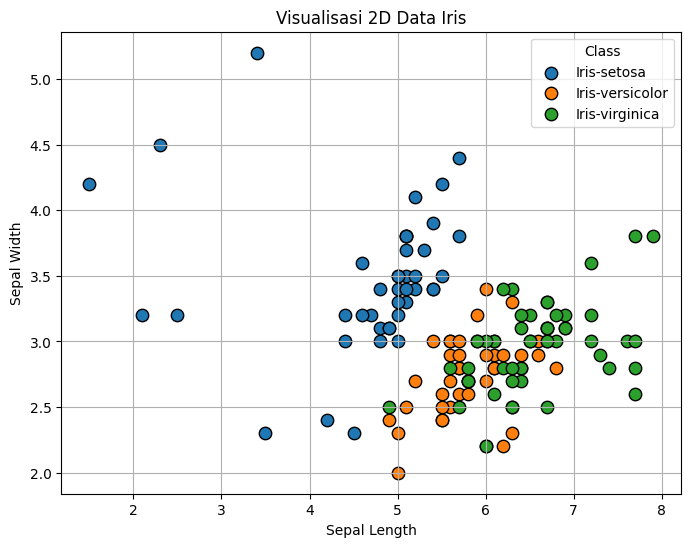 Visualisasi 2D Data Iris
Class
Iris-setosa
Iris-versicolor
Iris-virginica
5.0
4.5
4.0
3.5
3.0
2.5
2.0
Sepal Width
2 3 4 5 6 7 8
Sepal Length